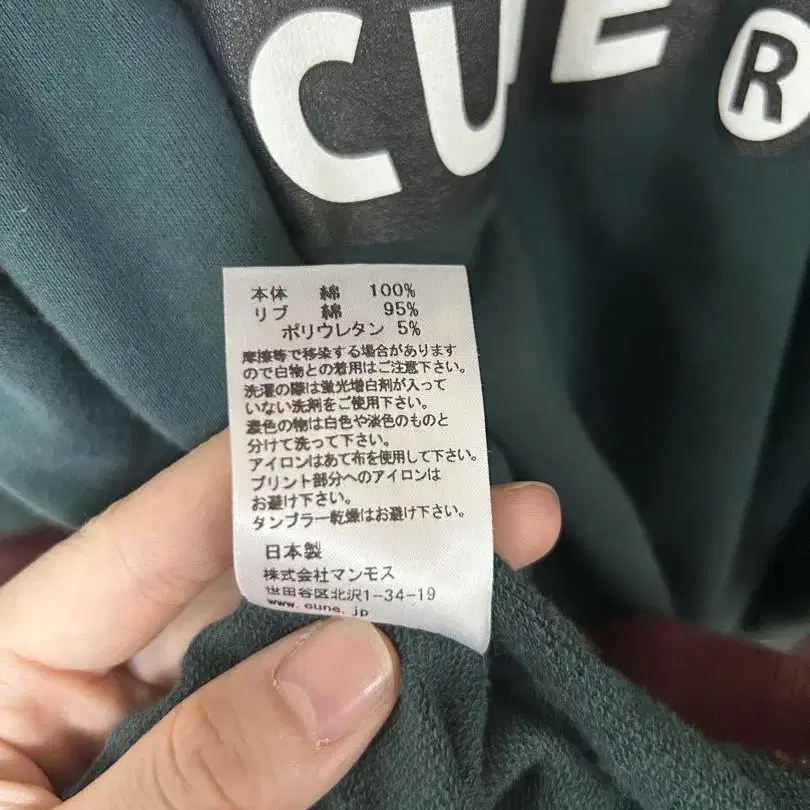 CUNE
®
本体 綿 100%
リブ 綿 95%
ポリウレタン 5%
摩擦等で移染する場合があります
ので白物との着用はご注意下さい。
洗濯の際は蛍光増白剤が入って
いない洗剤をご使用下さい。
濃色の物は白色や淡色のものと
分けて洗って下さい。
アイロンはあて布を使用して下さい。
プリント部分へのアイロンは
お避け下さい。
タンブラー乾燥はお避け下さい。
日本製
株式会社マンモス
世田谷区北沢1-34-19
www.cune.jp